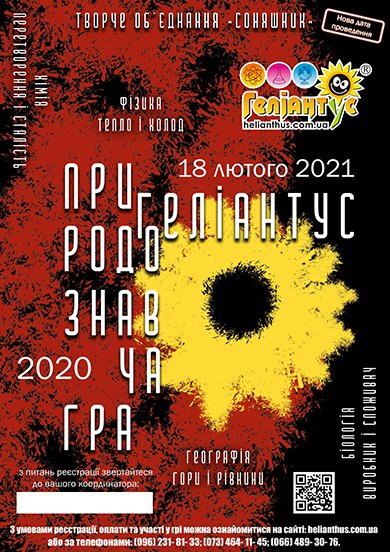 ТВОРЧЕ ОБ'ЄДНАННЯ «СОНЯШНИК»
Нова дата
проведення
ПЕРЕТВОРЕННЯ І СТАЛІСТЬ
ХІМІЯ
ФІЗИКА
ТЕПЛО І ХОЛОД
Геліантус®
helianthus.com.ua
18 лютого 2021
ГЕЛІАНТУС
ПРИ
РОДО
ЗНАВ
ЧА
ГРА
2020
БІОЛОГІЯ
ВИРОБНИК І СПОЖИВАЧ
ГЕОГРАФІЯ
ГОРИ І РІВНИНИ
з питань реєстрації звертайтеся
до вашого координатора:
З умовами реєстрації, оплати та участі у грі можна ознайомитися на сайті: helianthus.com.ua
або за телефонами: (096) 231- 81- 33; (073) 464- 11- 45; (066) 489- 30- 76.